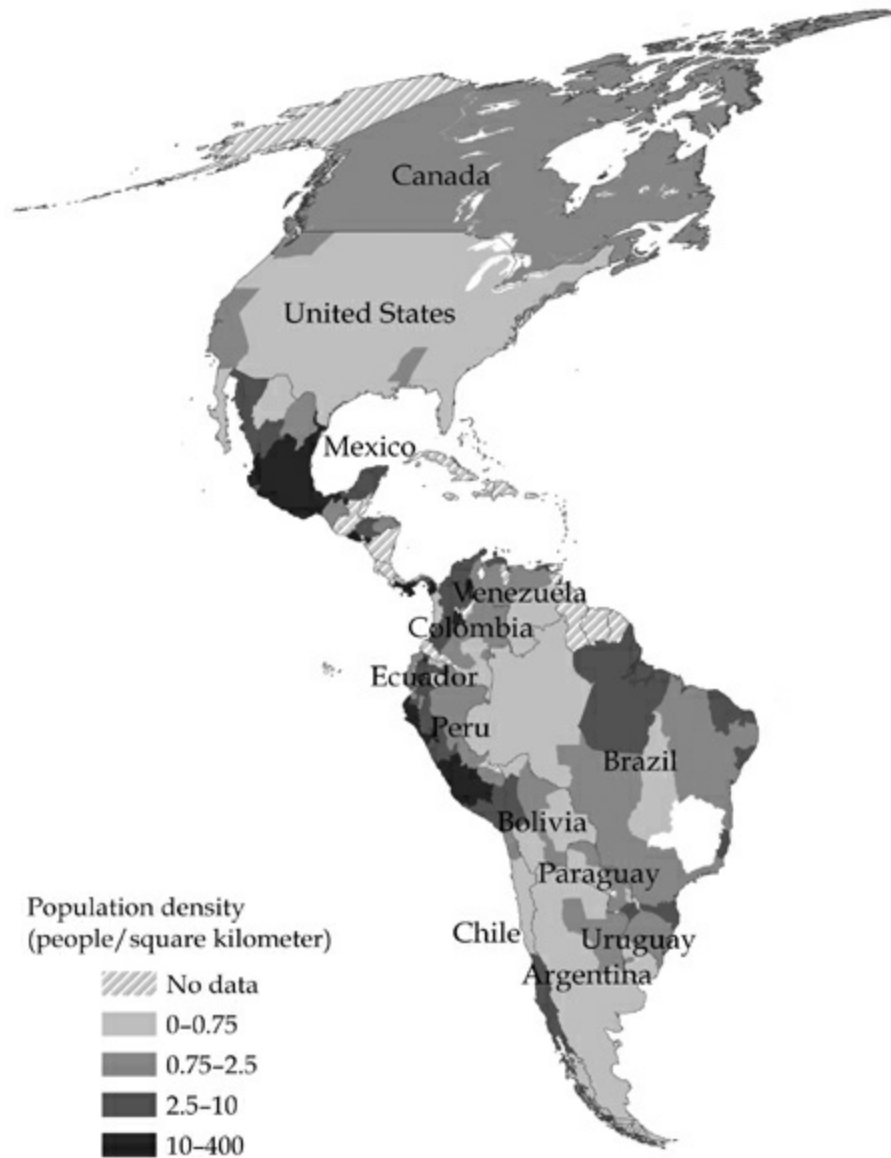 Canada
United States
Mexico
Venezuela
Colombia
Ecuador
Peru
Brazil
Bolivia
Paraguay
Chile
Uruguay
Argentina
Population density
(people/square kilometer)
No data
0–0.75
0.75–2.5
2.5–10
10–400